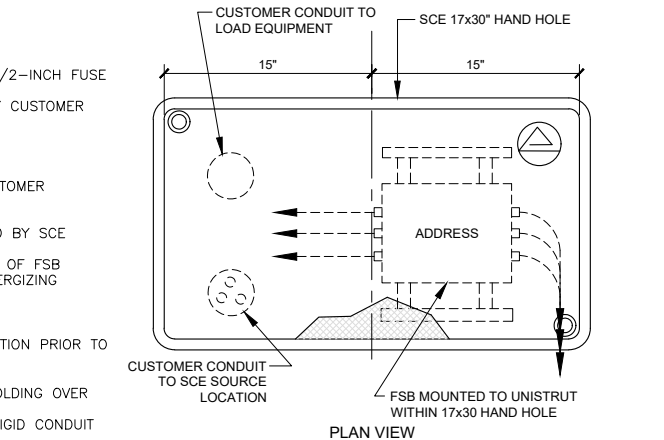 CUSTOMER CONDUIT TO
LOAD EQUIPMENT
SCE 17x30" HAND HOLE
15"
15"
/2-INCH FUSE
CUSTOMER
TOMER
BY SCE
OF FSB
ERGIZING
TION PRIOR TO
OLDING OVER
IGID CONDUIT
ADDRESS
CUSTOMER CONDUIT
TO SCE SOURCE
LOCATION
FSB MOUNTED TO UNISTRUT
WITHIN 17x30 HAND HOLE
PLAN VIEW